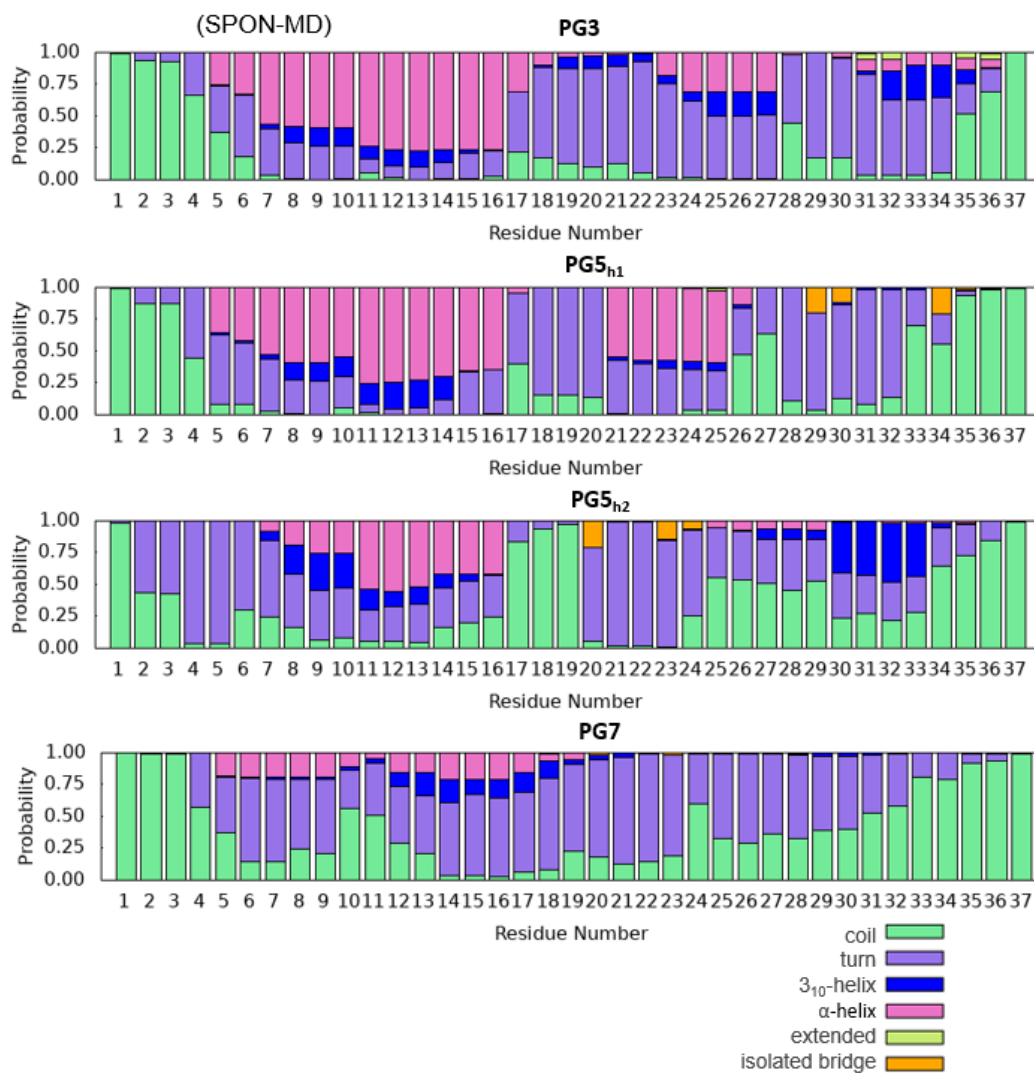 (SPON-MD)
PG3
Probability
1.00
0.75
0.50
0.25
0.00
1 2 3 4 5 6 7 8 9 10 11 12 13 14 15 16 17 18 19 20 21 22 23 24 25 26 27 28 29 30 31 32 33 34 35 36 37
Residue Number
PG5h1
Probability
1.00
0.75
0.50
0.25
0.00
1 2 3 4 5 6 7 8 9 10 11 12 13 14 15 16 17 18 19 20 21 22 23 24 25 26 27 28 29 30 31 32 33 34 35 36 37
Residue Number
PG5h2
Probability
1.00
0.75
0.50
0.25
0.00
1 2 3 4 5 6 7 8 9 10 11 12 13 14 15 16 17 18 19 20 21 22 23 24 25 26 27 28 29 30 31 32 33 34 35 36 37
Residue Number
PG7
Probability
1.00
0.75
0.50
0.25
0.00
1 2 3 4 5 6 7 8 9 10 11 12 13 14 15 16 17 18 19 20 21 22 23 24 25 26 27 28 29 30 31 32 33 34 35 36 37
Residue Number
coil
turn
3₁₀-helix
α-helix
extended
isolated bridge